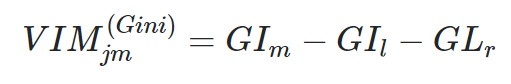 VIM_{jm}^{(Gini)} = GI_m − GI_l − GL_r